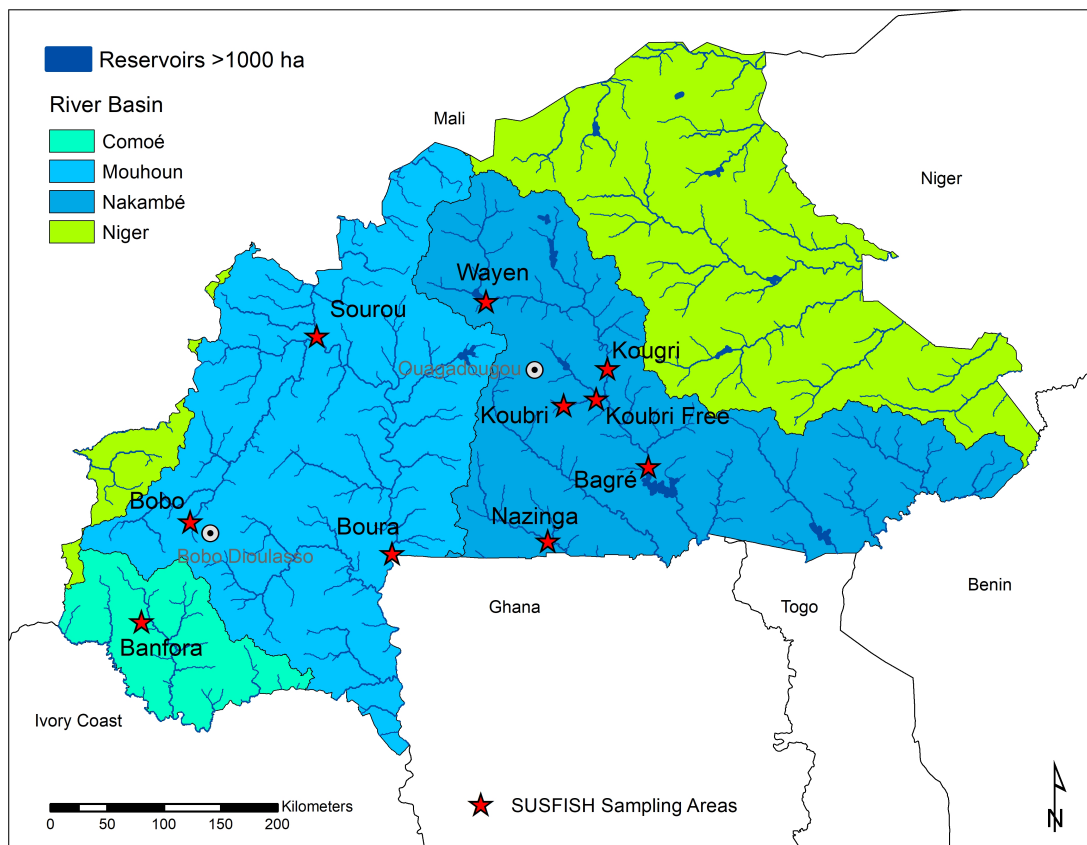 Reservoirs >1000 ha
River Basin
Comoé
Mouhoun
Nakambé
Niger
Mali
Niger
Wayen
Sourou
Ouagadougou
Kougri
Koubri
Koubri Free
Bagré
Bobo
Nazinga
Boura
Bobo Dioulasso
Benin
Ghana
Togo
Banfora
Ivory Coast
Kilometers
0 50 100 150 200
SUSFISH Sampling Areas
N